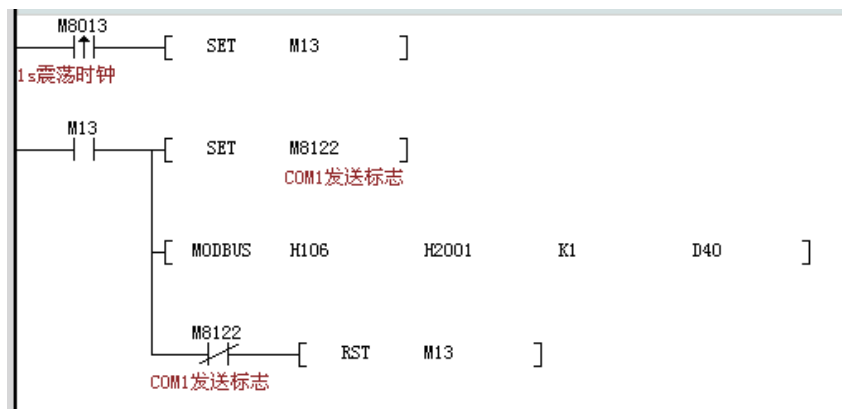 M8013
SET M13
1s震荡时钟
M13
SET M8122
COM1发送标志
MODBUS H106 H2001 K1 D40
M8122
RST M13
COM1发送标志